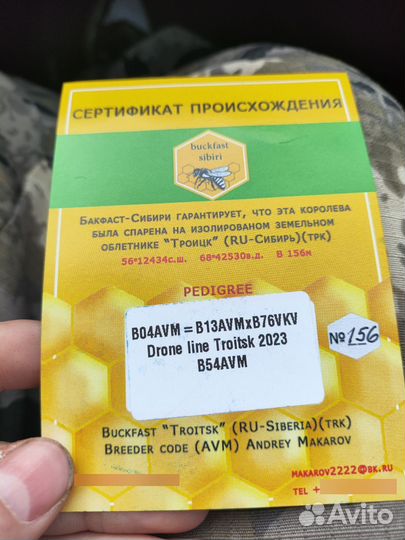 СЕРТИФИКАТ ПРОИСХОЖДЕНИЯ
buckfast
sibiri
БАКФАСТ-СИБИРИ ГАРАНТИРУЕТ, ЧТО ЭТА КОРОЛЕВА
БЫЛА СПАРЕНА НА ИЗОЛИРОВАНОМ ЗЕМЕЛЬНОМ
ОБЛЕТНИКЕ "ТРОИЦК" (RU-СИБИРЬ)(ТРК)
56°12434с.ш. 68°42530в.д. В 156м
PEDIGREE
B04AVM = B13AVMxB76VKV
Drone line Troitsk 2023
B54AVM
№156
BUCKFAST "TROITSK" (RU-SIBERIA)(TRK)
BREEDER CODE (AVM) ANDREY MAKAROV
MAKAROV2222@BK.RU
TEL +
Avito